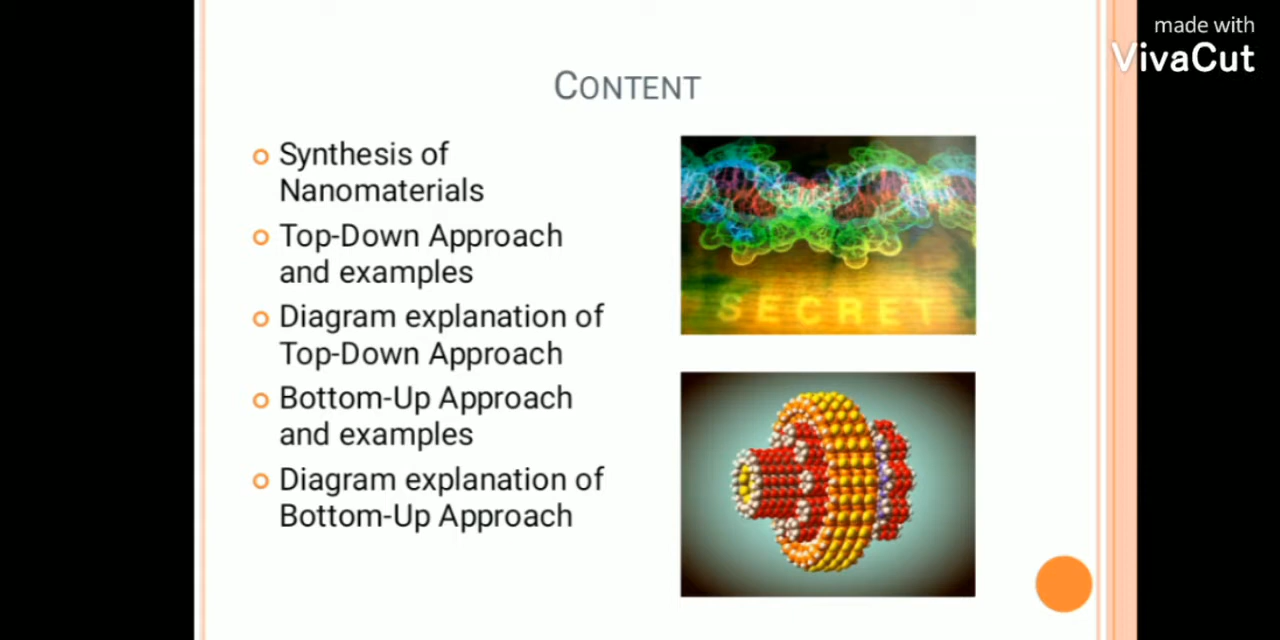 made with
VivaCut
CONTENT
Synthesis of
Nanomaterials
Top-Down Approach
and examples
Diagram explanation of
Top-Down Approach
Bottom-Up Approach
and examples
Diagram explanation of
Bottom-Up Approach
SECRET